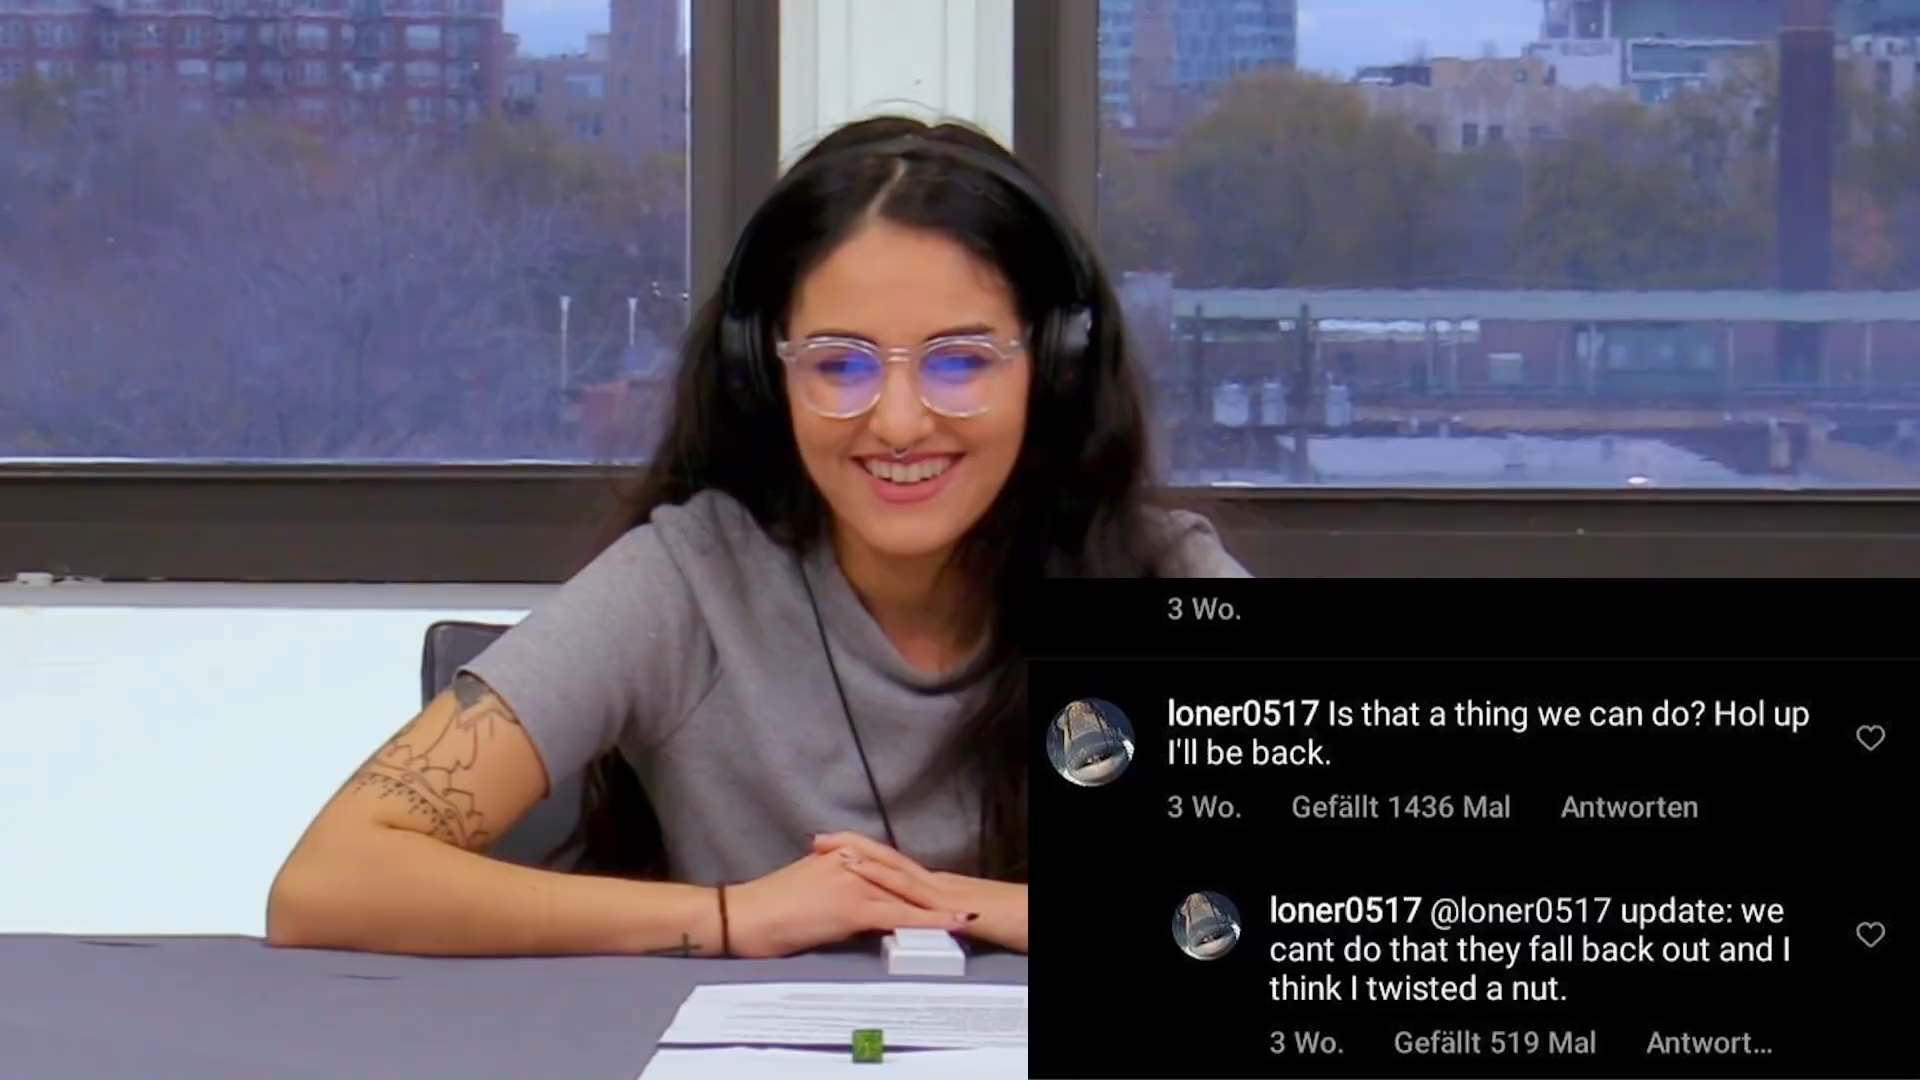 3 Wo.
loner0517 Is that a thing we can do? Hol up
I'll be back.
3 Wo. Gefällt 1436 Mal Antworten
loner0517 @loner0517 update: we
cant do that they fall back out and I
think I twisted a nut.
3 Wo. Gefällt 519 Mal Antwort...